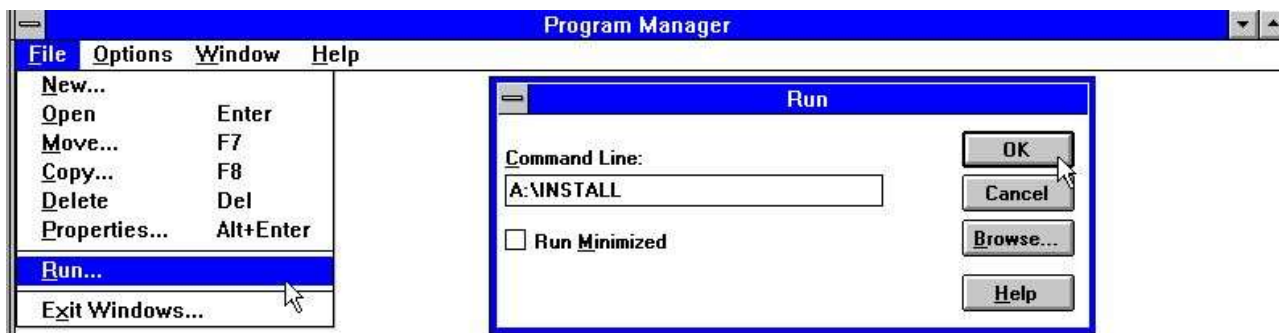 Program Manager
File Options Window Help
New...
Open Enter
Move... F7
Copy... F8
Delete Del
Properties... Alt+Enter
Run...
Exit Windows...
Run
Command Line:
A:\INSTALL
Run Minimized
OK
Cancel
Browse...
Help